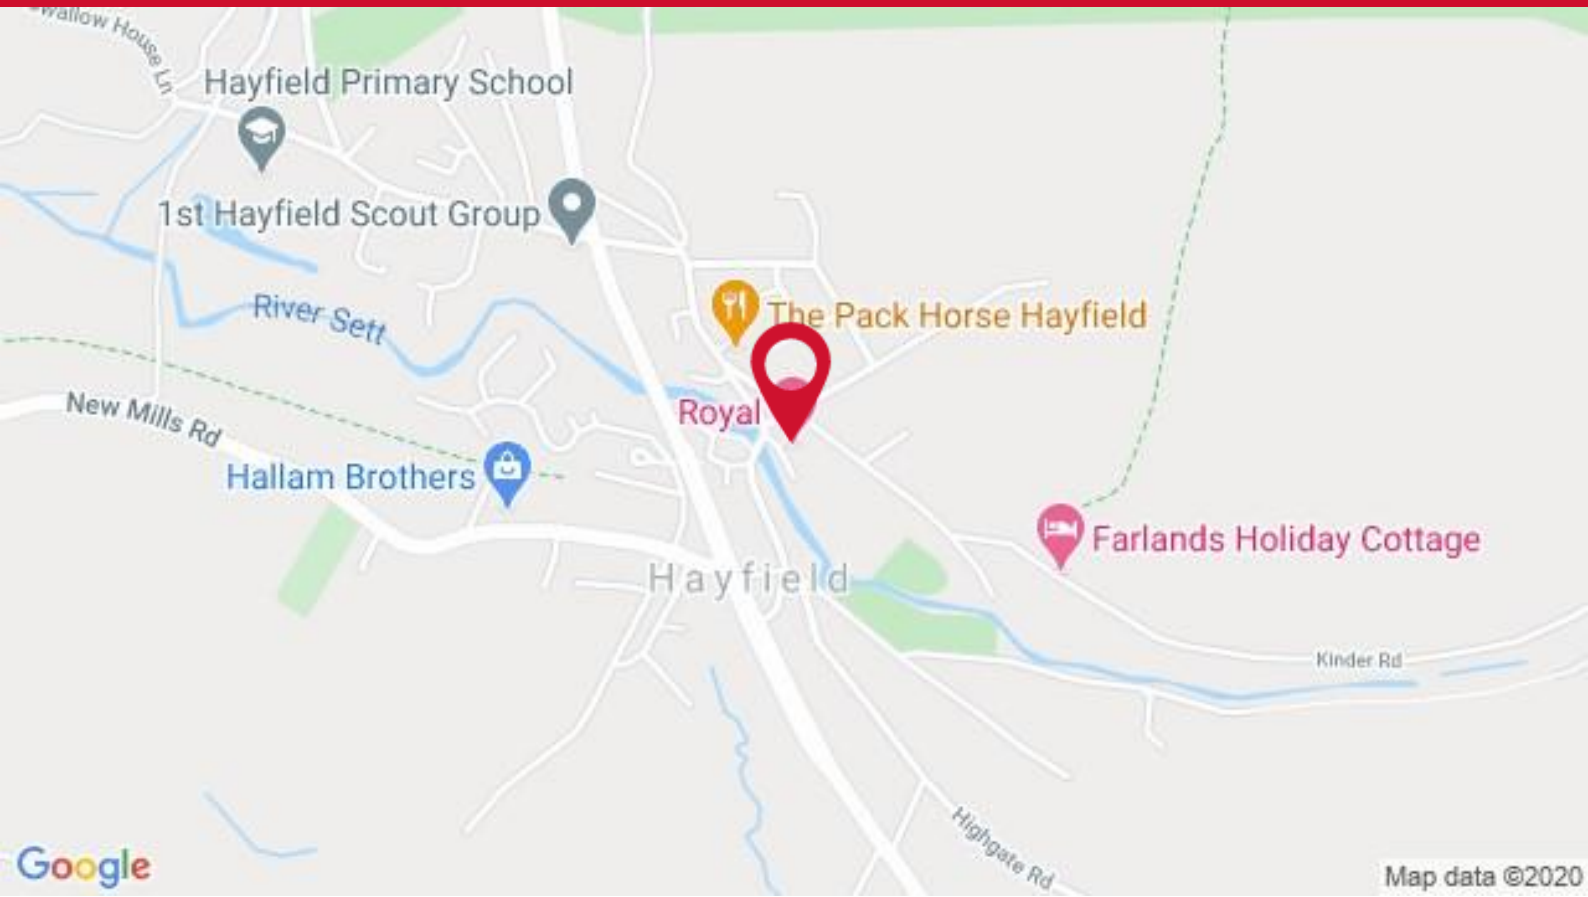 Swallow House Ln
Hayfield Primary School
1st Hayfield Scout Group
River Sett
The Pack Horse Hayfield
New Mills Rd
Royal
Hallam Brothers
Farlands Holiday Cottage
Hayfield
Kinder Rd
Highgate Rd
Google
Map data ©2020